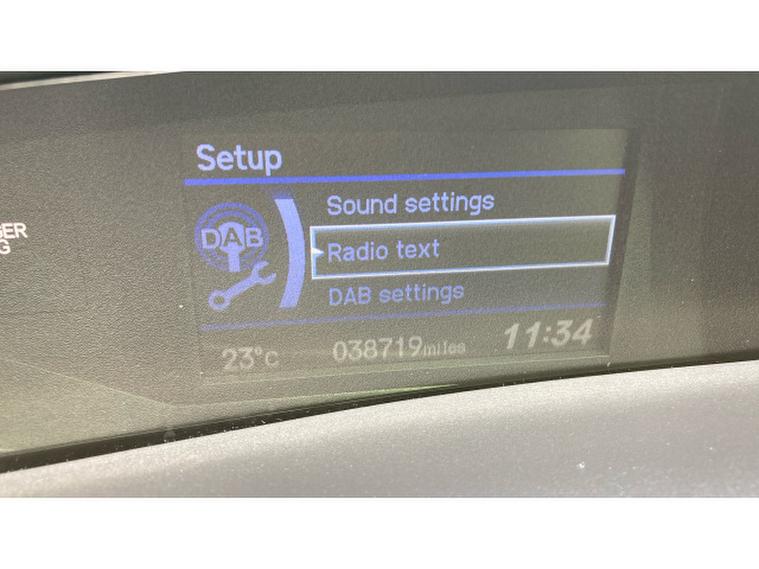 Setup
Sound settings
DAB
Radio text
DAB settings
23°C 038719miles 11:34